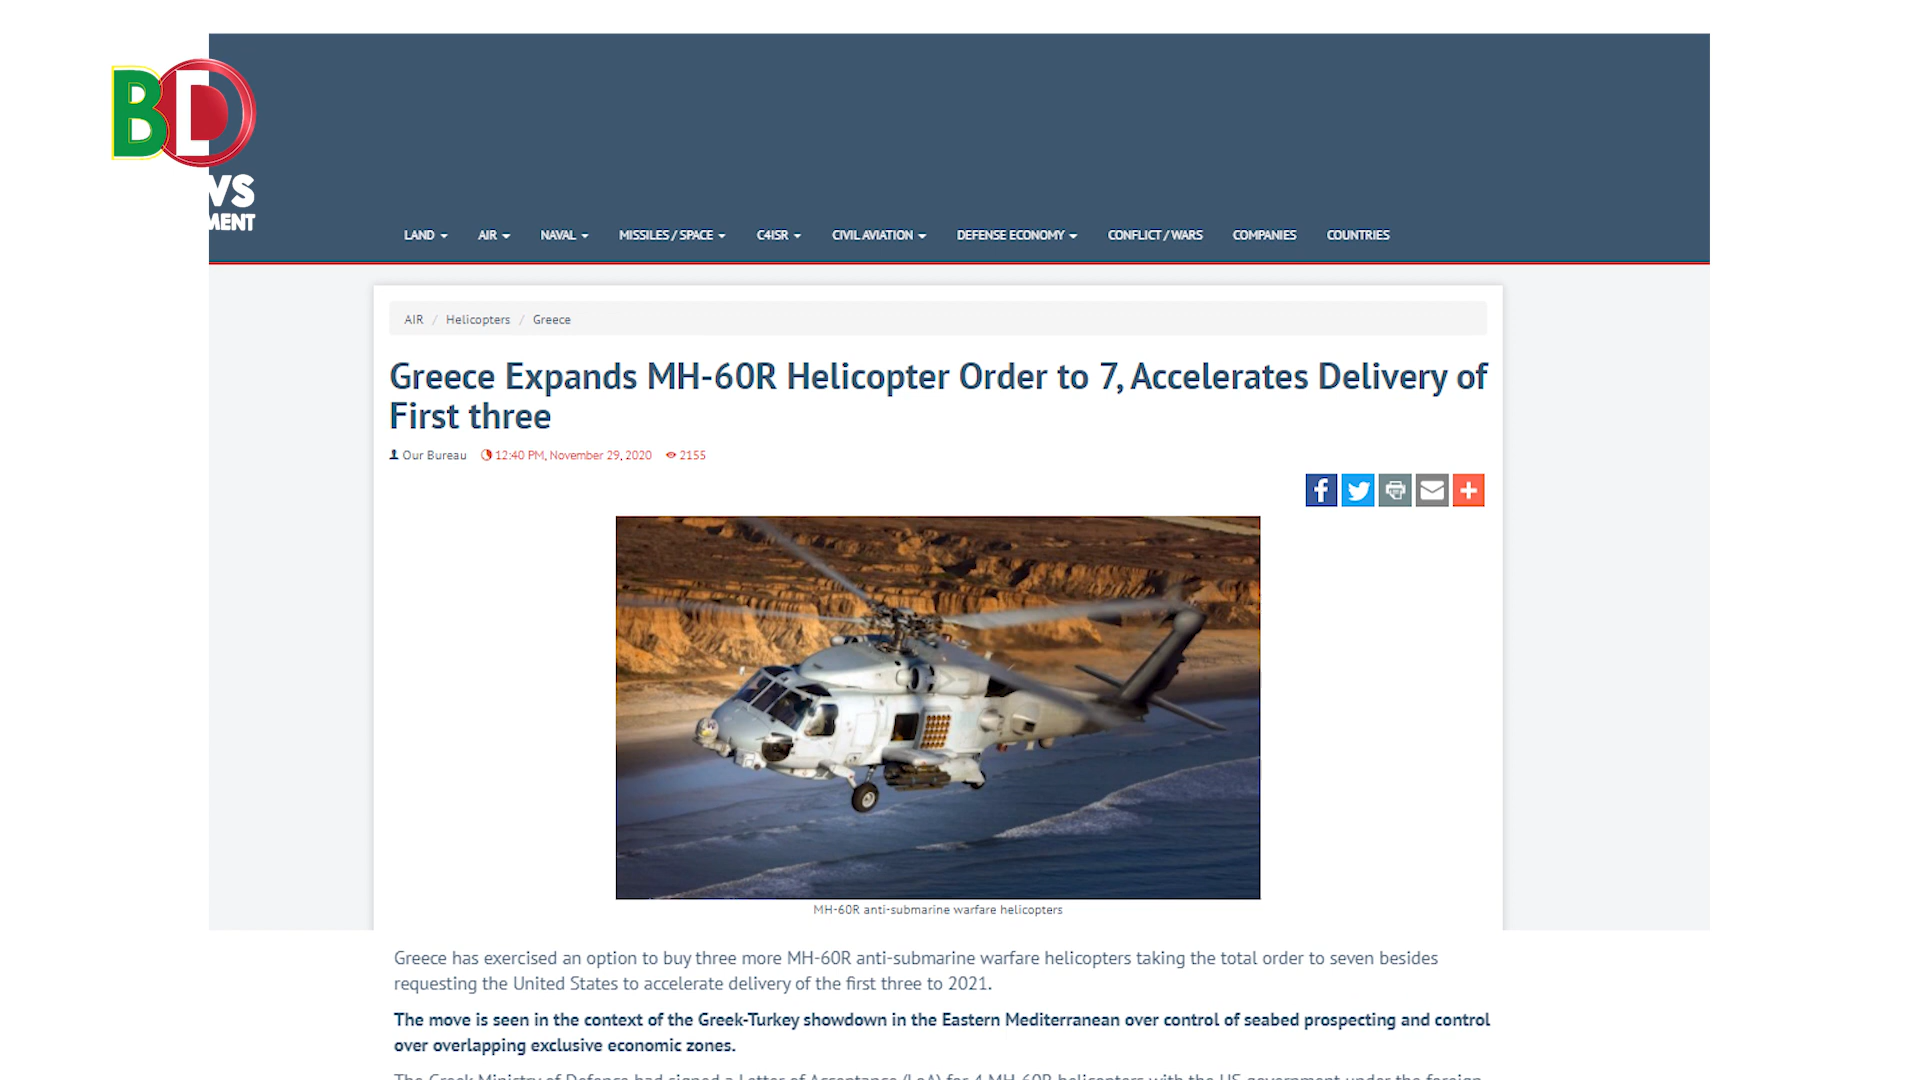 BD
WS
MENT
LAND AIR NAVAL MISSILES / SPACE C4ISR CIVIL AVIATION DEFENSE ECONOMY CONFLICT / WARS COMPANIES COUNTRIES
AIR / Helicopters / Greece
Greece Expands MH-60R Helicopter Order to 7, Accelerates Delivery of
First three
Our Bureau 12:40 PM, November 29, 2020 2155
MH-60R anti-submarine warfare helicopters
Greece has exercised an option to buy three more MH-60R anti-submarine warfare helicopters taking the total order to seven besides
requesting the United States to accelerate delivery of the first three to 2021.
The move is seen in the context of the Greek-Turkey showdown in the Eastern Mediterranean over control of seabed prospecting and control
over overlapping exclusive economic zones.
The Greek Ministry of Defence had signed a Letter of Acceptance (LoA) for 4 MH-60R helicopters with the US government under the foreign